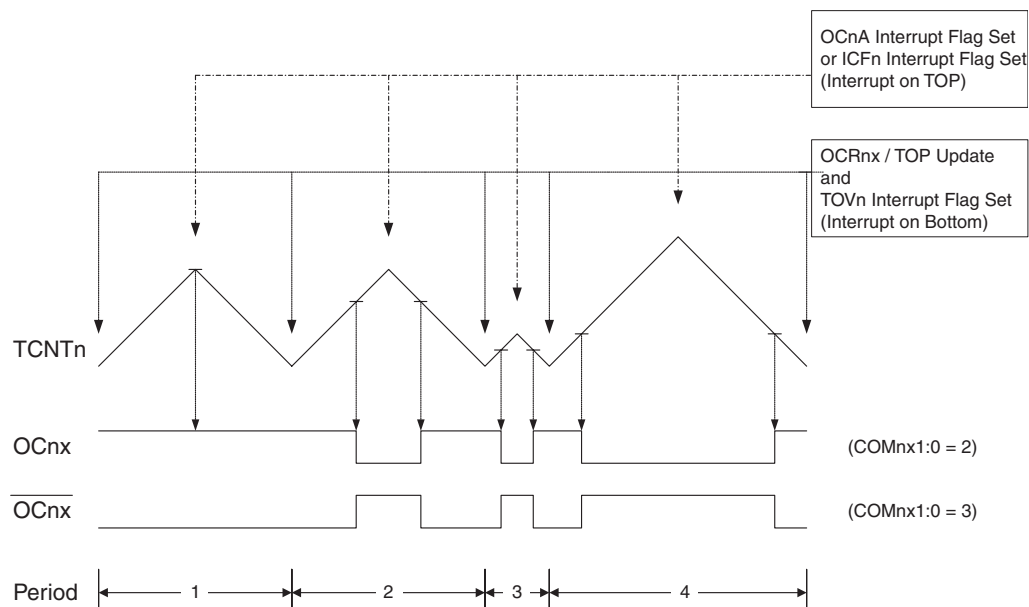 OCnA Interrupt Flag Set
or ICFn Interrupt Flag Set
(Interrupt on TOP)
OCRnx / TOP Update
and
TOVn Interrupt Flag Set
(Interrupt on Bottom)
TCNTn
OCnx
(COMnx1:0 = 2)
OCnx
(COMnx1:0 = 3)
Period
1
2
3
4